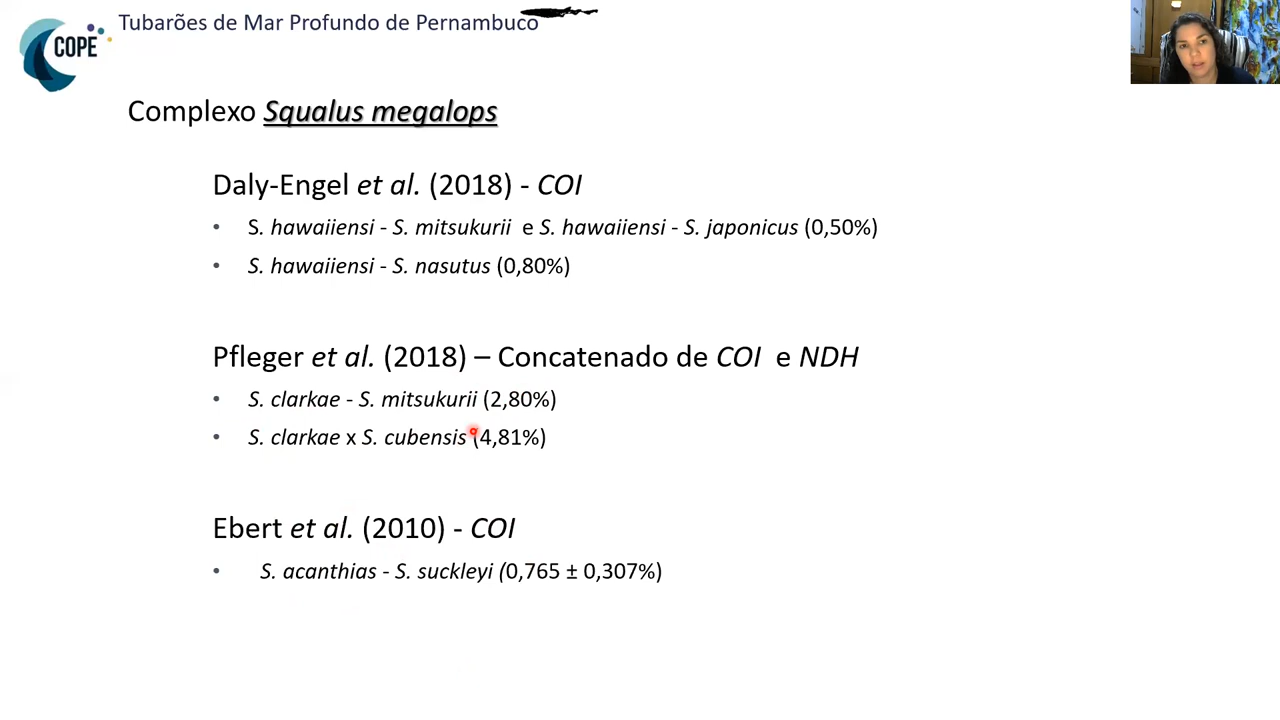 Tubarões de Mar Profundo de Pernambuco
COPE
Complexo Squalus megalops
Daly-Engel et al. (2018) - COI
• S. hawaiiensi - S. mitsukurii e S. hawaiiensi - S. japonicus (0,50%)
• S. hawaiiensi - S. nasutus (0,80%)
Pfleger et al. (2018) – Concatenado de COI e NDH
• S. clarkae - S. mitsukurii (2,80%)
• S. clarkae x S. cubensis (4,81%)
Ebert et al. (2010) - COI
• S. acanthias - S. suckleyi (0,765 ± 0,307%)